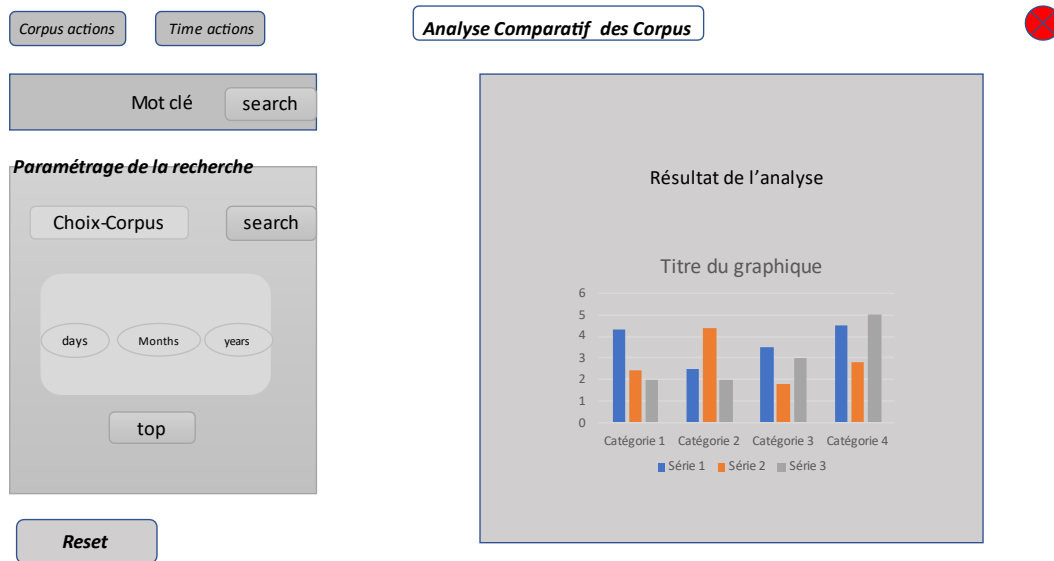 Corpus actions
Time actions
Analyse Comparatif des Corpus
Mot clé
search
Paramétrage de la recherche
Choix-Corpus
search
days
Months
years
top
Reset
Résultat de l’analyse
Titre du graphique
6
5
4
3
2
1
0
Catégorie 1 Catégorie 2 Catégorie 3 Catégorie 4
Série 1 Série 2 Série 3